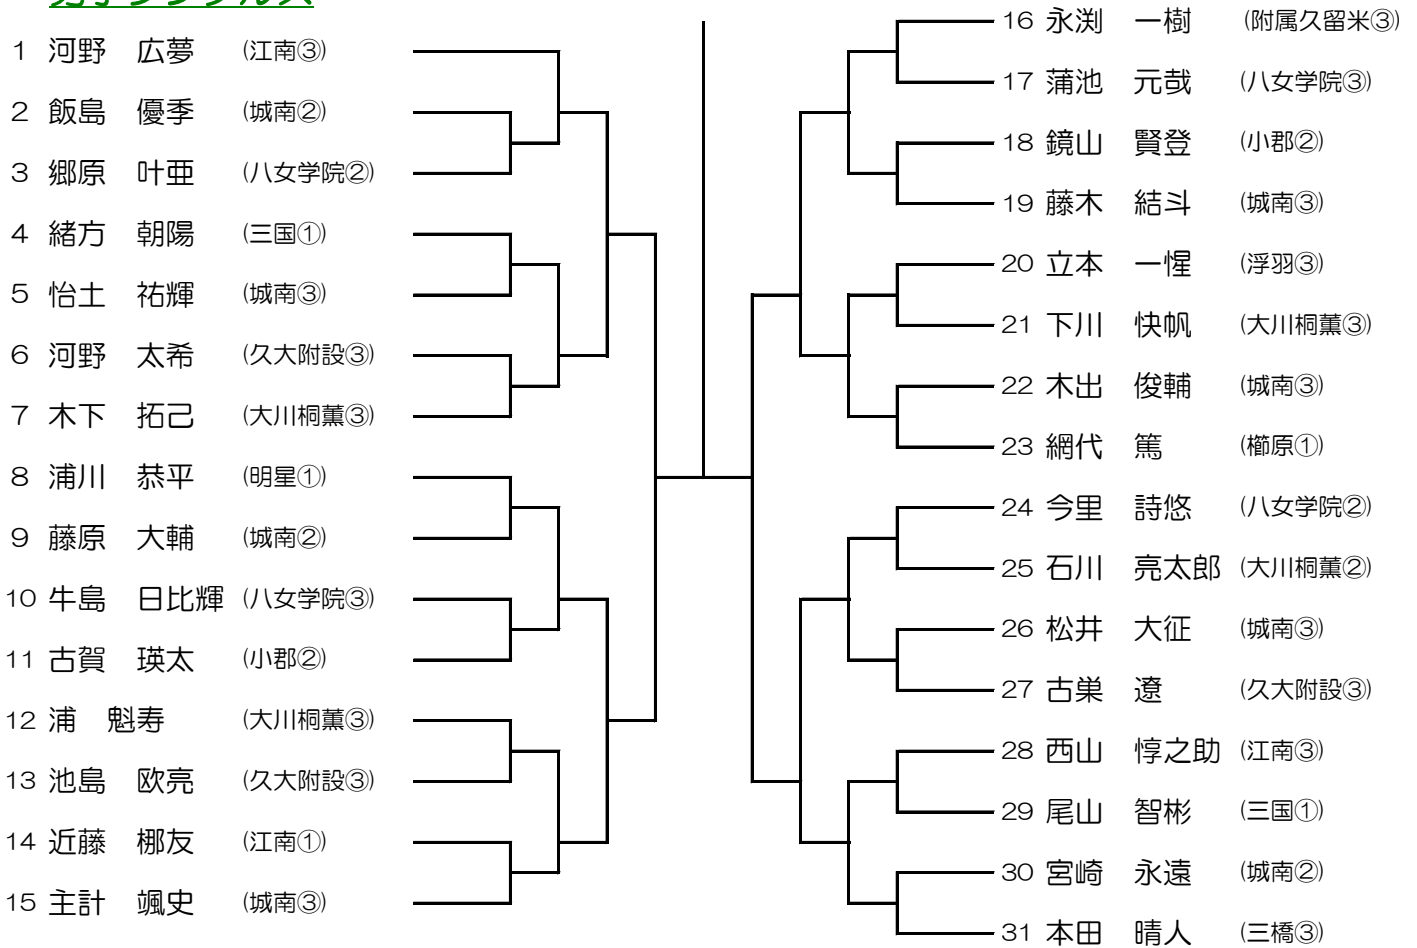 1 河野 広夢 (江南③)
2 飯島 優季 (城南②)
3 郷原 叶亜 (八女学院②)
4 緒方 朝陽 (三国①)
5 怡土 祐輝 (城南③)
6 河野 太希 (久大附設③)
7 木下 拓己 (大川桐薫③)
8 浦川 恭平 (明星①)
9 藤原 大輔 (城南②)
10 牛島 日比輝 (八女学院③)
11 古賀 瑛太 (小郡②)
12 浦 魁寿 (大川桐薫③)
13 池島 欧亮 (久大附設③)
14 近藤 梛友 (江南①)
15 主計 颯史 (城南③)
16 永渕 一樹 (附属久留米③)
17 蒲池 元哉 (八女学院③)
18 鏡山 賢登 (小郡②)
19 藤木 結斗 (城南③)
20 立本 一惺 (浮羽③)
21 下川 快帆 (大川桐薫③)
22 木出 俊輔 (城南③)
23 網代 篤 (櫛原①)
24 今里 詩悠 (八女学院②)
25 石川 亮太郎 (大川桐薫②)
26 松井 大征 (城南③)
27 古巣 遼 (久大附設③)
28 西山 惇之助 (江南③)
29 尾山 智彬 (三国①)
30 宮崎 永遠 (城南②)
31 本田 晴人 (三橋③)